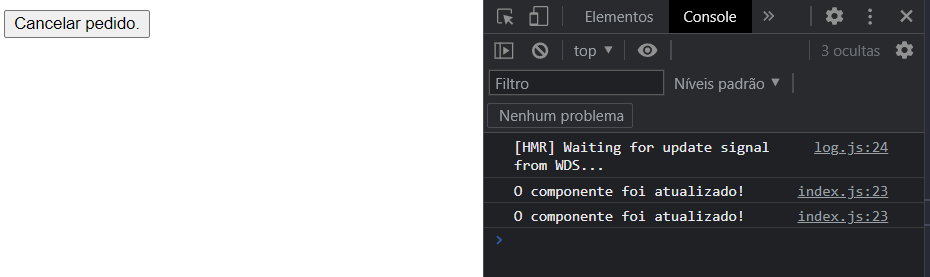 Cancelar pedido.
Elementos Console
top 3 ocultas
Filtro Níveis padrão
Nenhum problema
[HMR] Waiting for update signal log.js:24
from WDS...
O componente foi atualizado! index.js:23
O componente foi atualizado! index.js:23